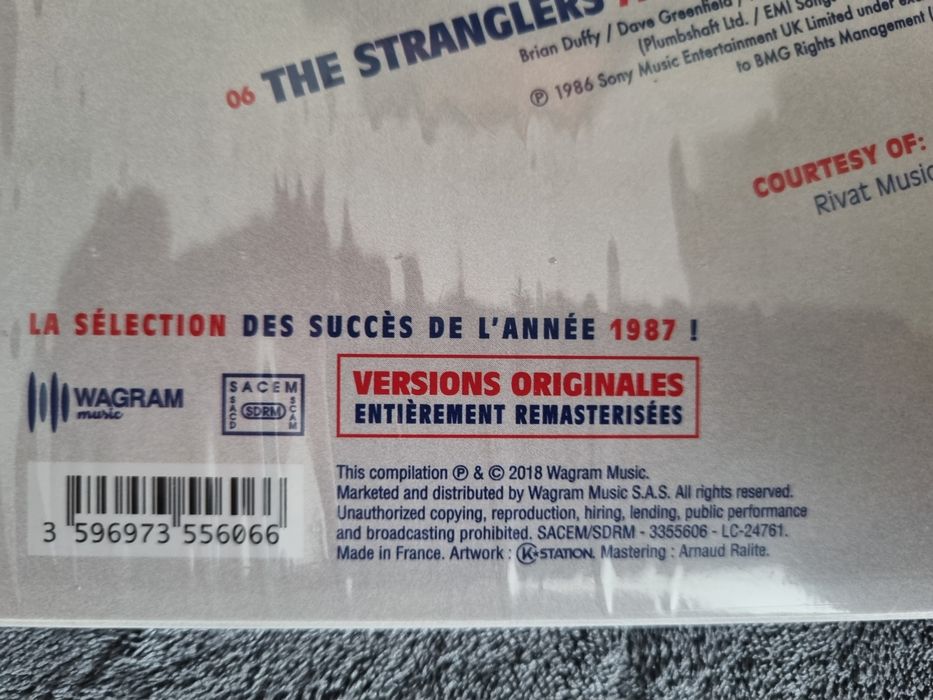 06 THE STRANGLERS
Brian Duffy / Dave Greenfield /
(Plumbshaft Ltd. / EMI Songs
℗ 1986 Sony Music Entertainment UK Limited under
to BMG Rights Management
COURTESY OF:
Rivat Music
LA SÉLECTION DES SUCCÈS DE L'ANNÉE 1987 !
WAGRAM
music
SACEM
SACD
SDRM
SCAM
VERSIONS ORIGINALES
ENTIÈREMENT REMASTERISÉES
This compilation ℗ & © 2018 Wagram Music.
Marketed and distributed by Wagram Music S.A.S. All rights reserved.
Unauthorized copying, reproduction, hiring, lending, public performance
and broadcasting prohibited. SACEM/SDRM - 3355606 - LC-24761.
Made in France. Artwork : K-STATION. Mastering : Arnaud Ralite.
3 596973 556066